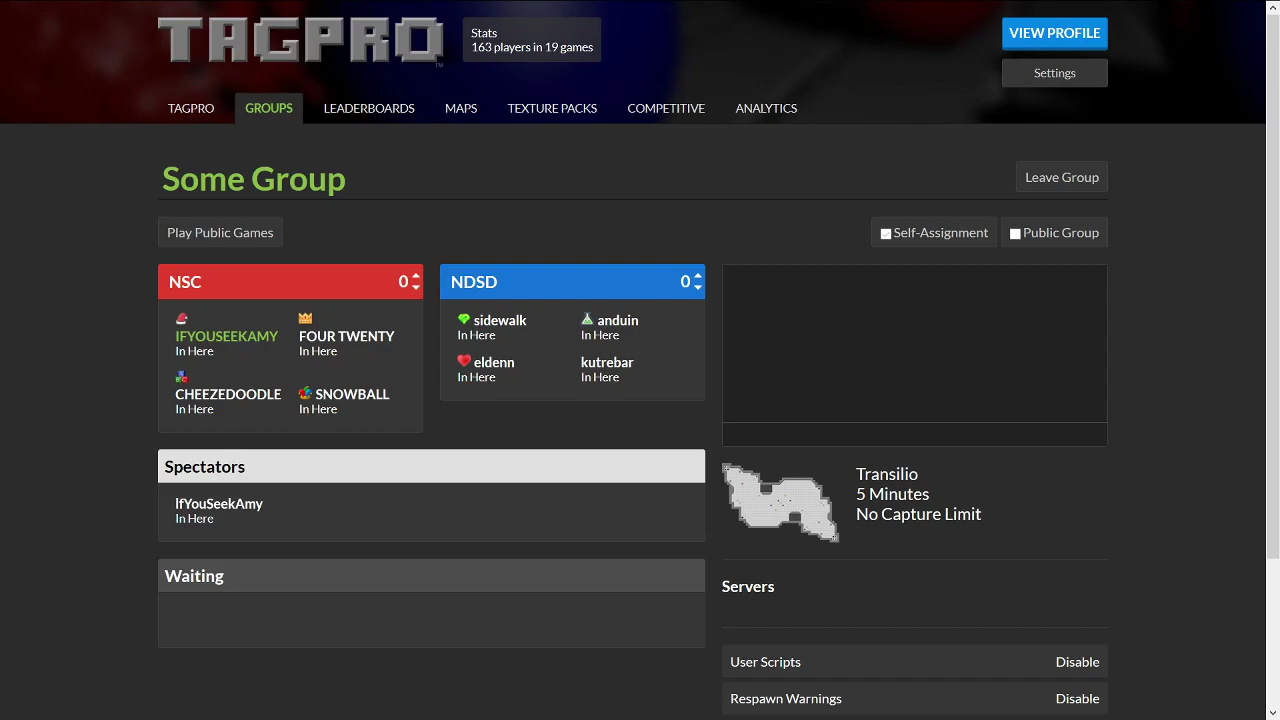 TAGPRO™
Stats
163 players in 19 games
VIEW PROFILE
Settings
TAGPRO GROUPS LEADERBOARDS MAPS TEXTURE PACKS COMPETITIVE ANALYTICS
Some Group
Leave Group
Play Public Games
Self-Assignment
Public Group
NSC 0
IFYOUSEEKAMY
In Here
FOUR TWENTY
In Here
CHEEZEDOODLE
In Here
SNOWBALL
In Here
NDSD 0
sidewalk
In Here
anduin
In Here
eldenn
In Here
kutrebar
In Here
Spectators
IfYouSeekAmy
In Here
Waiting
Transilio
5 Minutes
No Capture Limit
Servers
User Scripts Disable
Respawn Warnings Disable